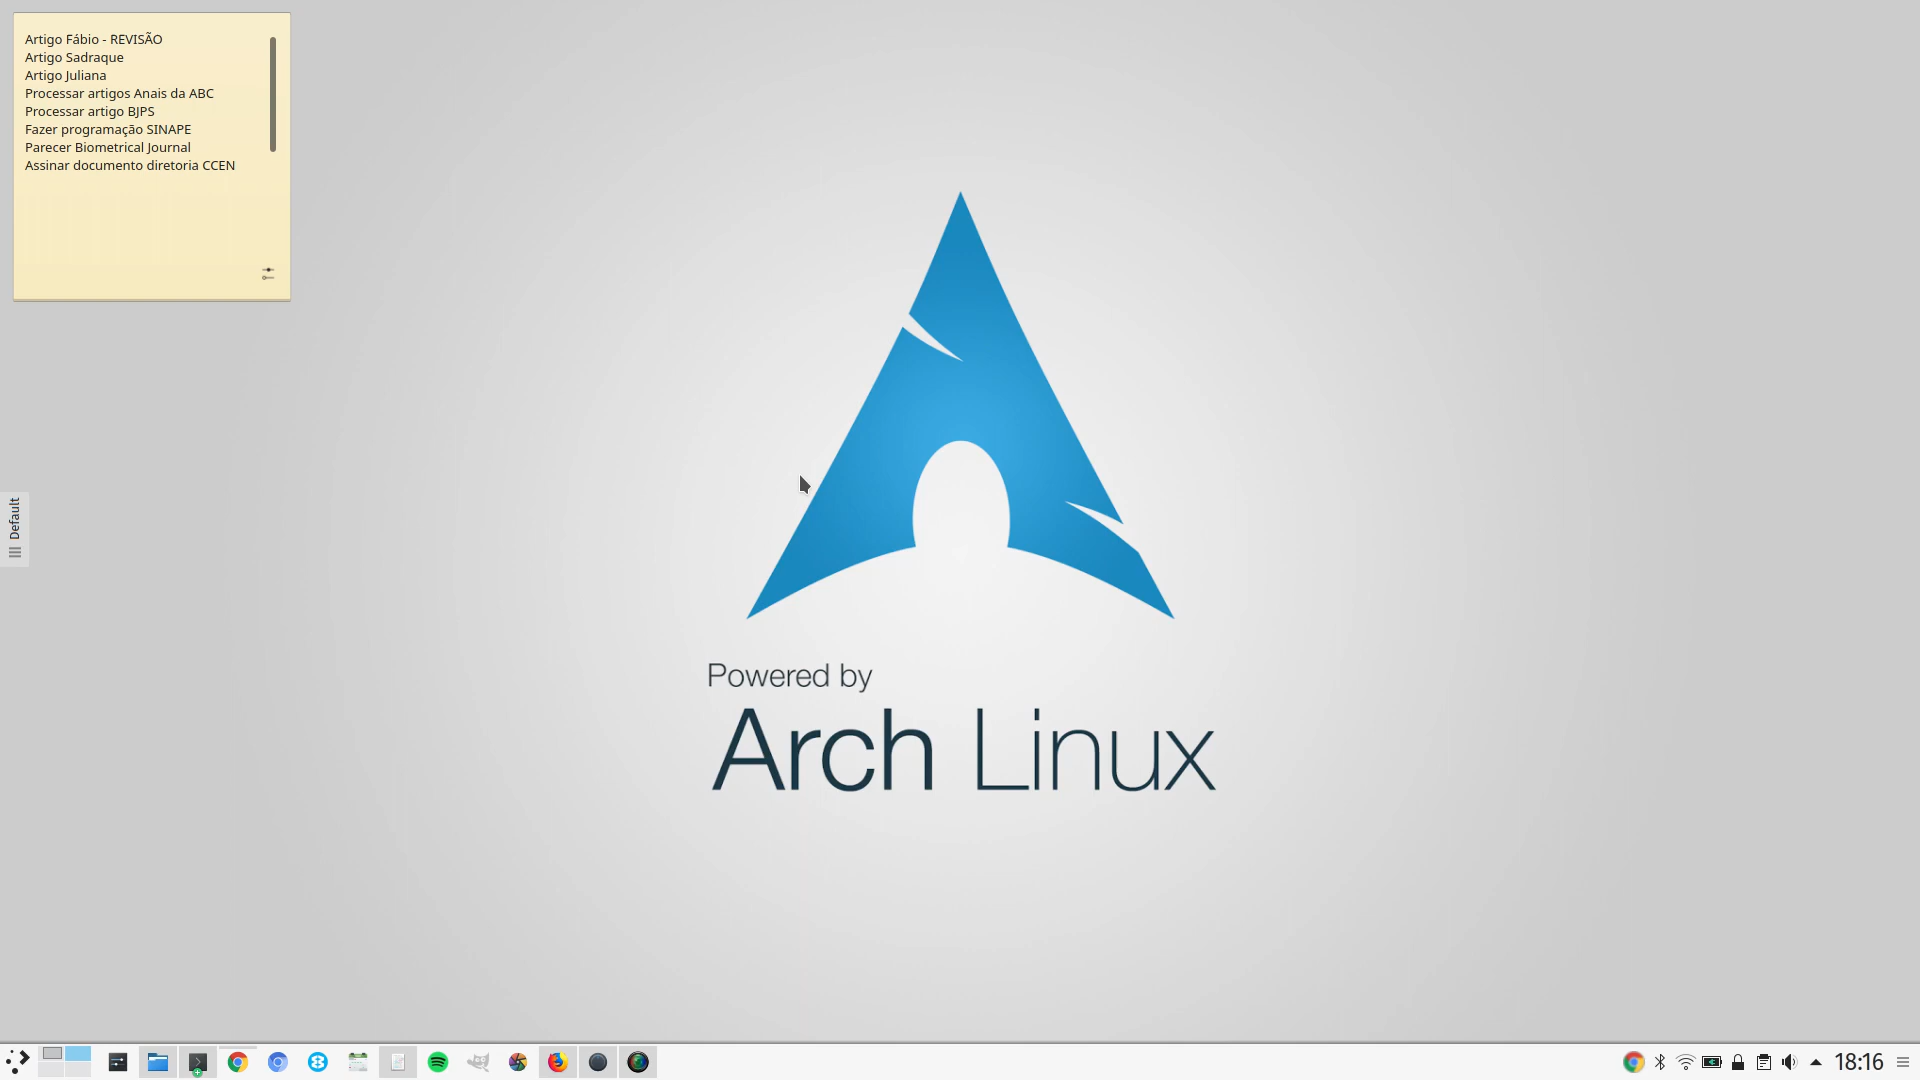 Artigo Fábio - REVISÃO
Artigo Sadraque
Artigo Juliana
Processar artigos Anais da ABC
Processar artigo BJPS
Fazer programação SINAPE
Parecer Biometrical Journal
Assinar documento diretoria CCEN
Default
Powered by
Arch Linux
18:16